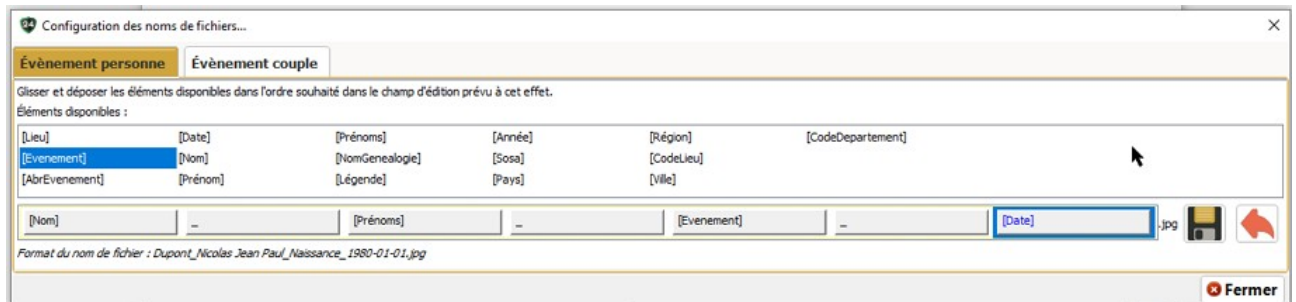 Configuration des noms de fichiers...
Évènement personne Évènement couple
Glisser et déposer les éléments disponibles dans l'ordre souhaité dans le champ d'édition prévu à cet effet.
Éléments disponibles :
[Lieu] [Date] [Prénoms] [Année] [Région] [CodeDepartement]
[Evenement] [Nom] [NomGenealogie] [Sosa] [CodeLieu]
[AbrEvenement] [Prénom] [Légende] [Pays] [Ville]
[Nom] _ [Prénoms] _ [Evenement] _ [Date] .jpg
Format du nom de fichier : Dupont_Nicolas Jean Paul_Naissance_1980-01-01.jpg
Fermer